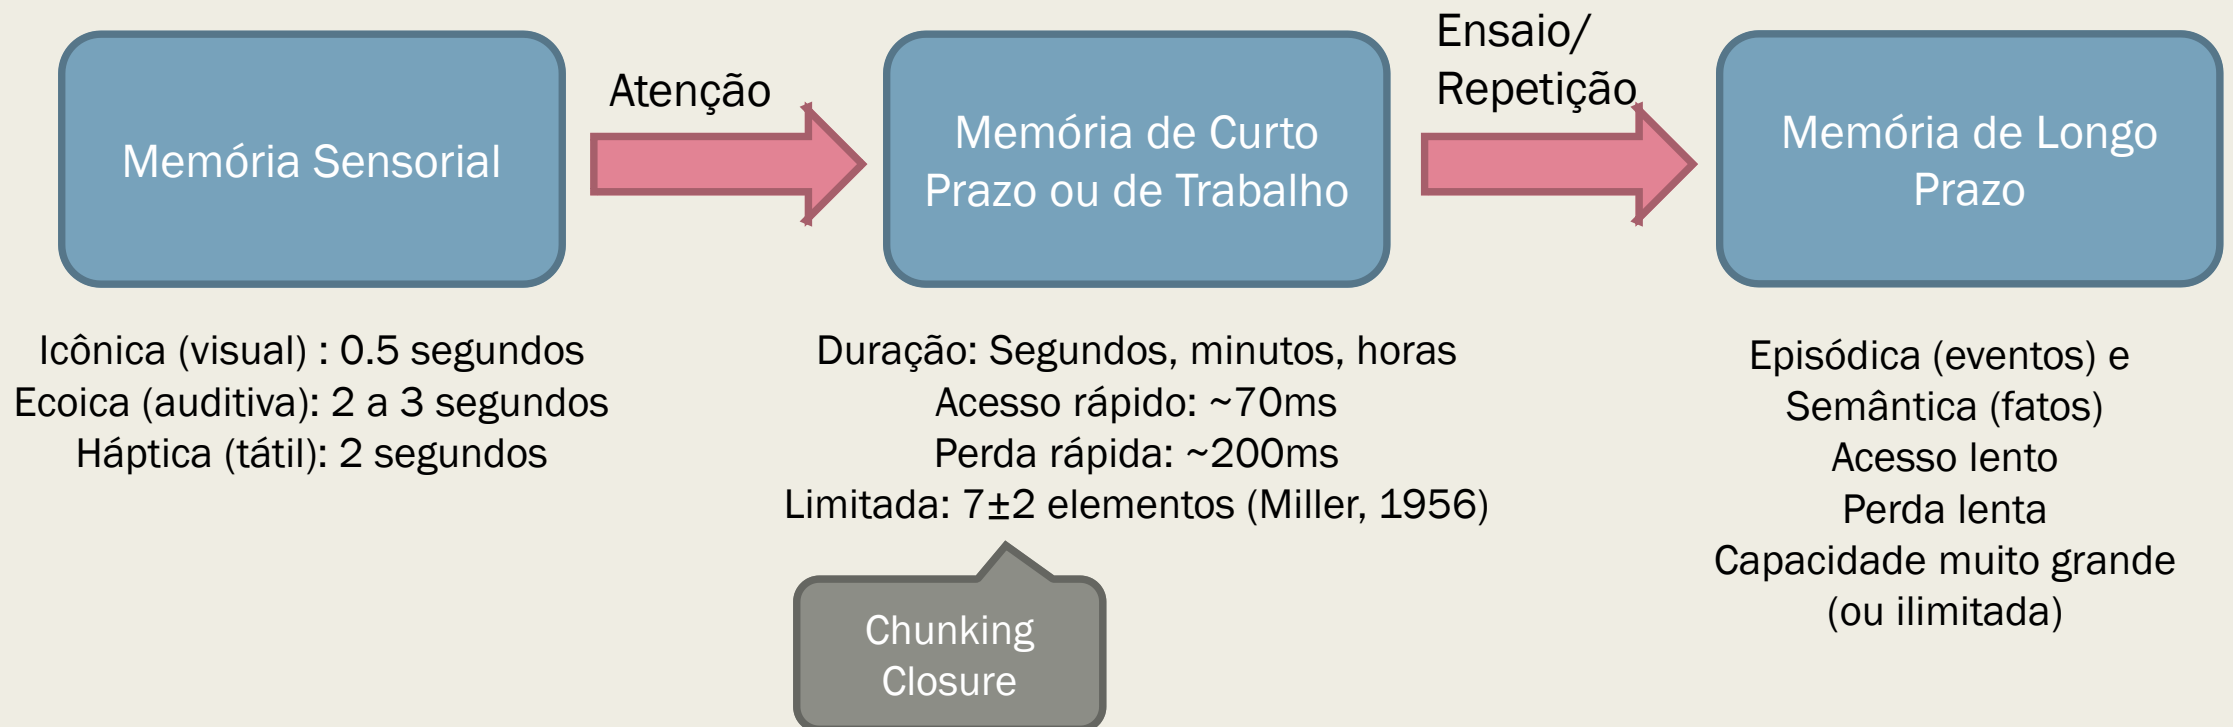 Memória Sensorial
Icônica (visual) : 0.5 segundos
Ecoica (auditiva): 2 a 3 segundos
Háptica (tátil): 2 segundos
Atenção
Memória de Curto
Prazo ou de Trabalho
Duração: Segundos, minutos, horas
Acesso rápido: ~70ms
Perda rápida: ~200ms
Limitada: 7±2 elementos (Miller, 1956)
Chunking
Closure
Ensaio/
Repetição
Memória de Longo
Prazo
Episódica (eventos) e
Semântica (fatos)
Acesso lento
Perda lenta
Capacidade muito grande
(ou ilimitada)